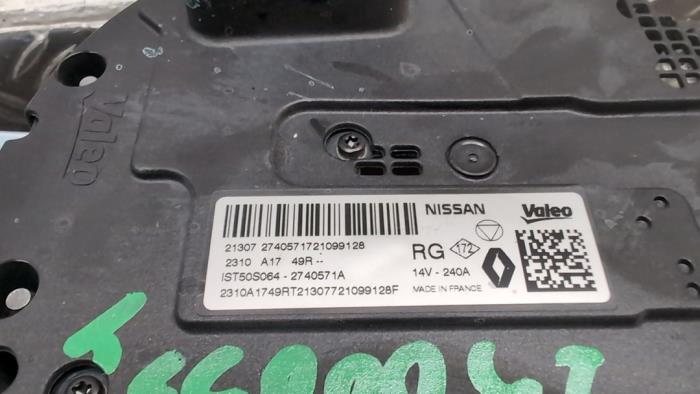 Valeo
NISSAN Valeo
21307 2740571721099128
2310 A17 49R --
RG 172
IST50S064 - 2740571A
14V - 240A
2310A1749RT21307721099128F
MADE IN FRANCE